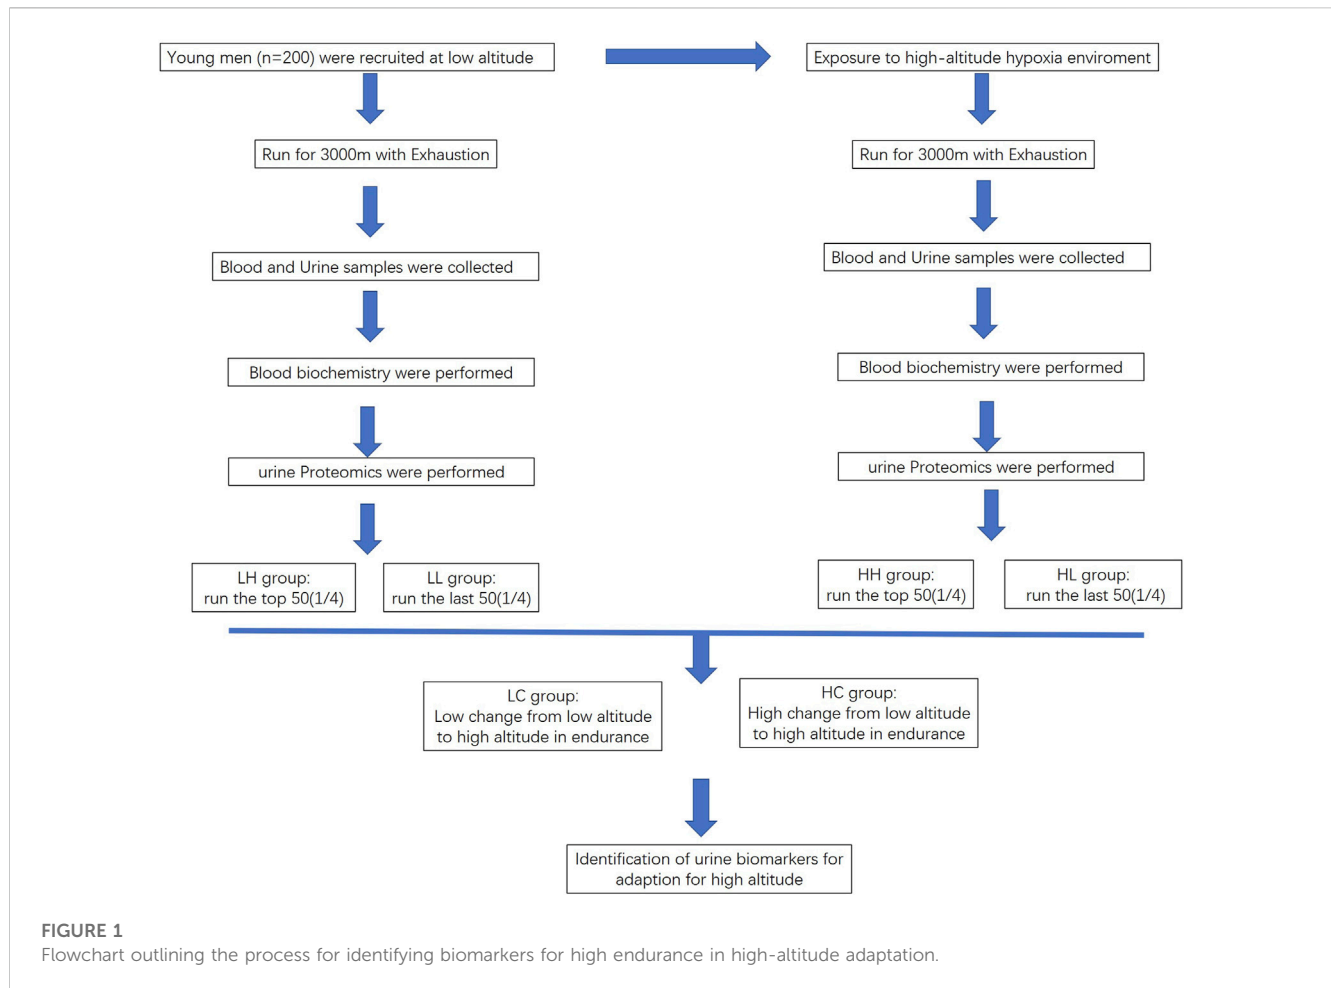 Young men (n=200) were recruited at low altitude
Exposure to high-altitude hypoxia enviroment
Run for 3000m with Exhaustion
Run for 3000m with Exhaustion
Blood and Urine samples were collected
Blood and Urine samples were collected
Blood biochemistry were performed
Blood biochemistry were performed
urine Proteomics were performed
urine Proteomics were performed
LH group:
run the top 50(1/4)
LL group:
run the last 50(1/4)
HH group:
run the top 50(1/4)
HL group:
run the last 50(1/4)
LC group:
Low change from low altitude
to high altitude in endurance
HC group:
High change from low altitude
to high altitude in endurance
Identification of urine biomarkers for
adaption for high altitude
FIGURE 1
Flowchart outlining the process for identifying biomarkers for high endurance in high-altitude adaptation.